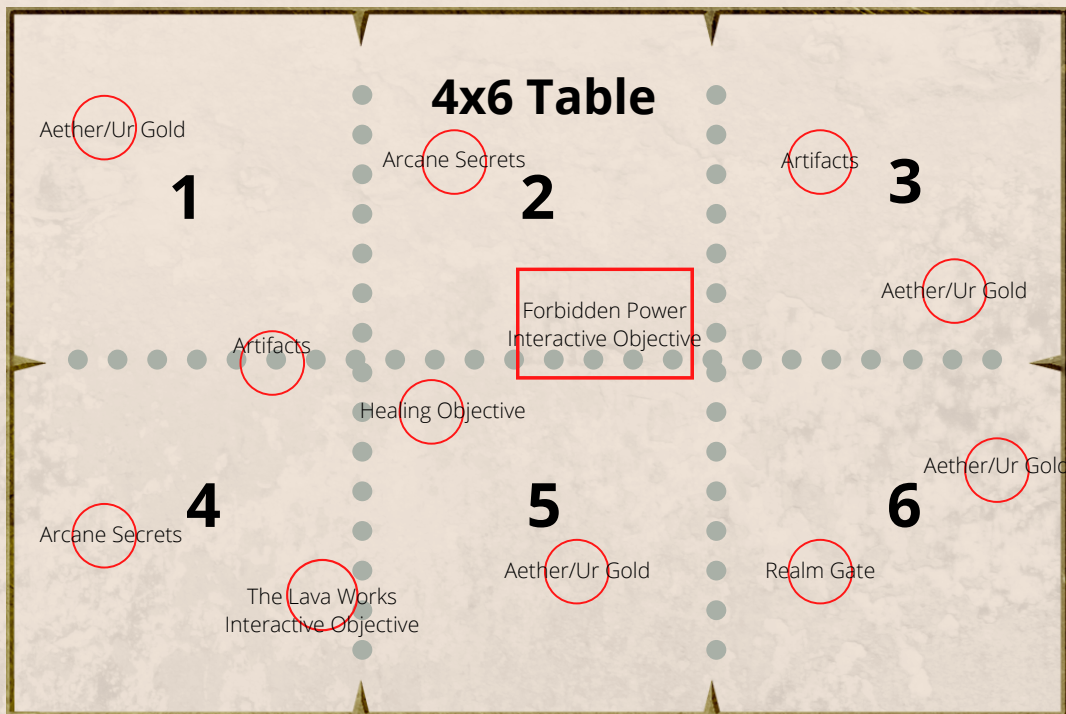 4x6 Table
Aether/Ur Gold
Arcane Secrets
Artifacts
1
2
3
Aether/Ur Gold
Forbidden Power
Interactive Objective
Artifacts
Healing Objective
Aether/Ur Gold
4
5
6
Arcane Secrets
Aether/Ur Gold
Realm Gate
The Lava Works
Interactive Objective